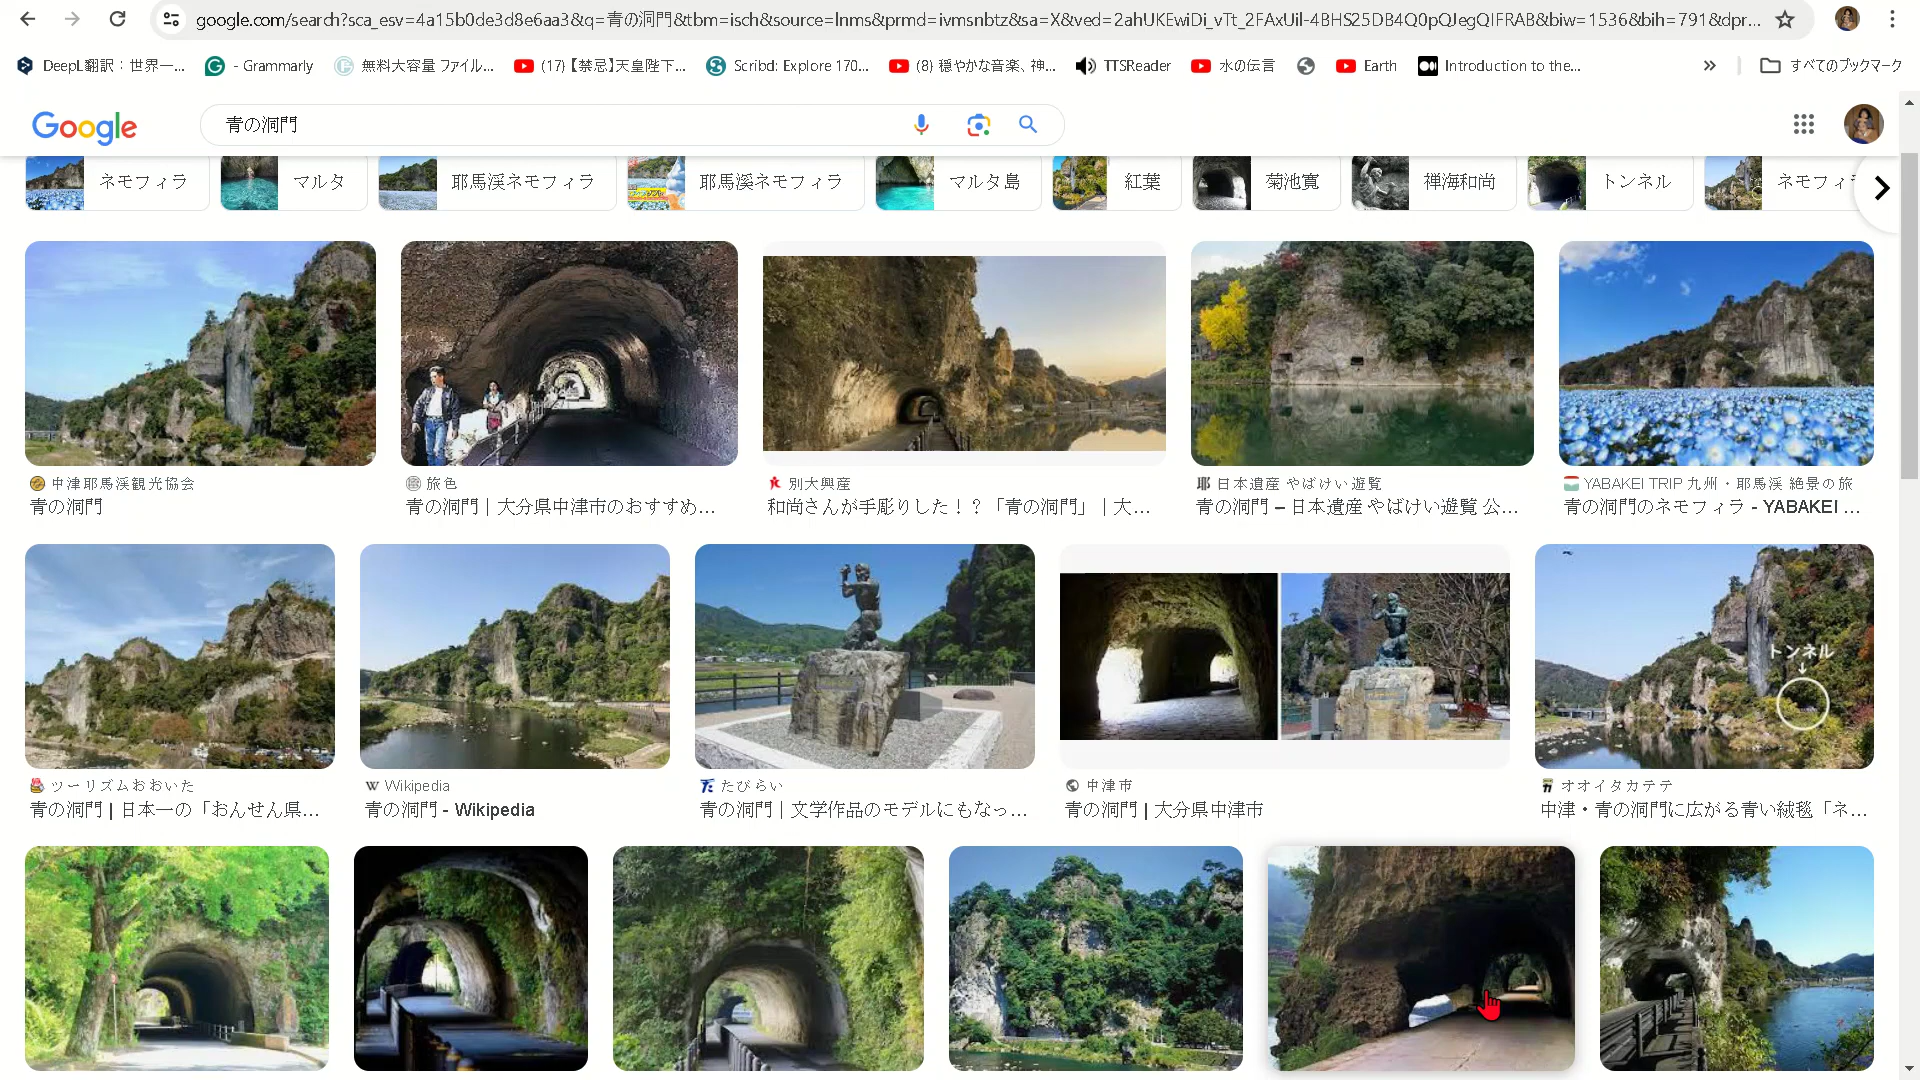 google.com/search?sca_esv=4a15b0de3d8e6aa3&q=青の洞門&tbm=isch&source=lnms&prmd=ivmsnbtz&sa=X&ved=2ahUKEwiDi_vTt_2FAxUiI-4BHS25DB4Q0pQJegQIFRAB&biw=1536&bih=791&dpr...
DeepL翻訳：世界一... - Grammarly 無料大容量 ファイル... (17)【禁忌】天皇陛下... Scribd: Explore 170... (8) 穏やかな音楽、神... TTSReader 水の伝言 Earth Introduction to the... » すべてのブックマーク
Google 青の洞門
ネモフィラ マルタ 耶馬渓ネモフィラ 耶馬溪ネモフィラ マルタ島 紅葉 菊池寛 禅海和尚 トンネル ネモフィラ
中津耶馬渓観光協会 旅色 別大興産 日本遺産 やばけい遊覧 YABAKEI TRIP 九州・耶馬溪 絶景の旅
青の洞門 青の洞門｜大分県中津市のおすすめ... 和尚さんが手彫りした！？「青の洞門」｜大... 青の洞門 – 日本遺産 やばけい遊覧 公... 青の洞門のネモフィラ - YABAKEI ...
トンネル
ツーリズムおおいた Wikipedia たびらい 中津市 オオイタカテテ
青の洞門 | 日本一の「おんせん県... 青の洞門 - Wikipedia 青の洞門｜文学作品のモデルにもなっ... 青の洞門 | 大分県中津市 中津・青の洞門に広がる青い絨毯「ネ...